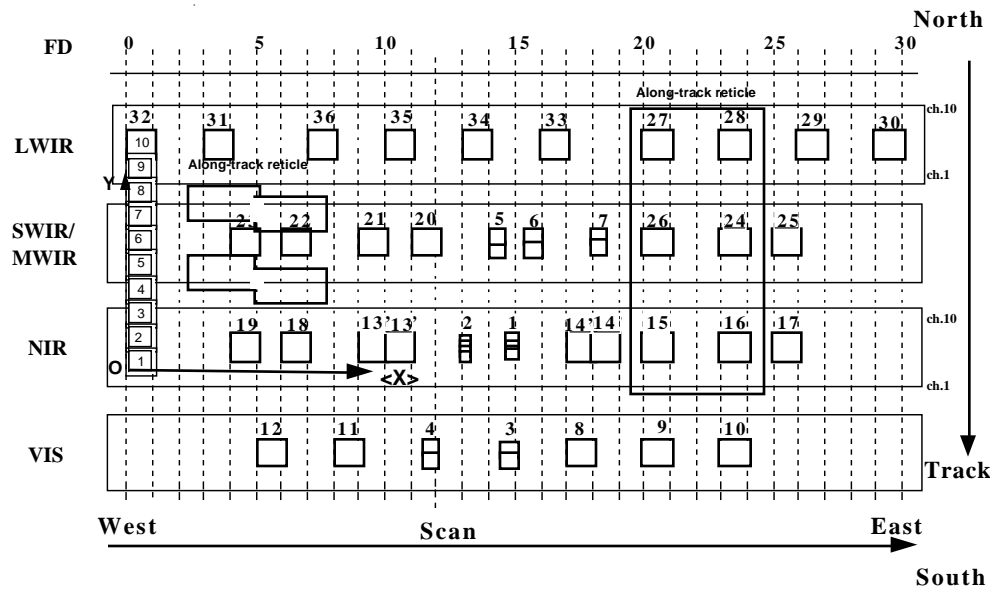 North
FD 0 5 10 15 20 25 30
Along-track reticle
ch.10
32 31 36 35 34 33 27 28 29 30
LWIR
10
Along-track reticle
9
ch.1
Y
8
7
SWIR/
MWIR
22 21 20 5 6 7 26 24 25
6
5
4
3
ch.10
19 18 13' 13' 2 1 14' 14 15 16 17
NIR
2
1
O
<X>
ch.1
12 11 4 3 8 9 10
VIS
Track
West
Scan
East
South